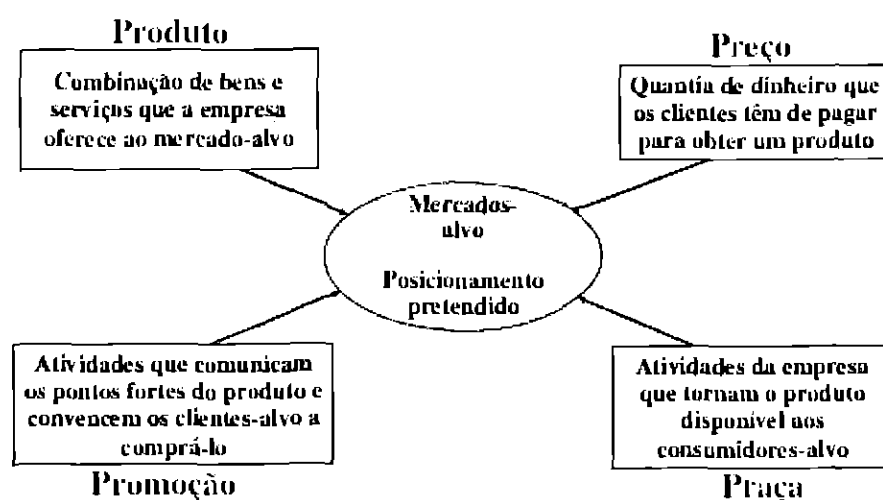 Produto
Combinação de bens e
serviços que a empresa
oferece ao mercado-alvo
Preço
Quantia de dinheiro que
os clientes têm de pagar
para obter um produto
Mercados-
alvo
Posicionamento
pretendido
Atividades que comunicam
os pontos fortes do produto e
convencem os clientes-alvo a
comprá-lo
Promoção
Atividades da empresa
que tornam o produto
disponível aos
consumidores-alvo
Praça